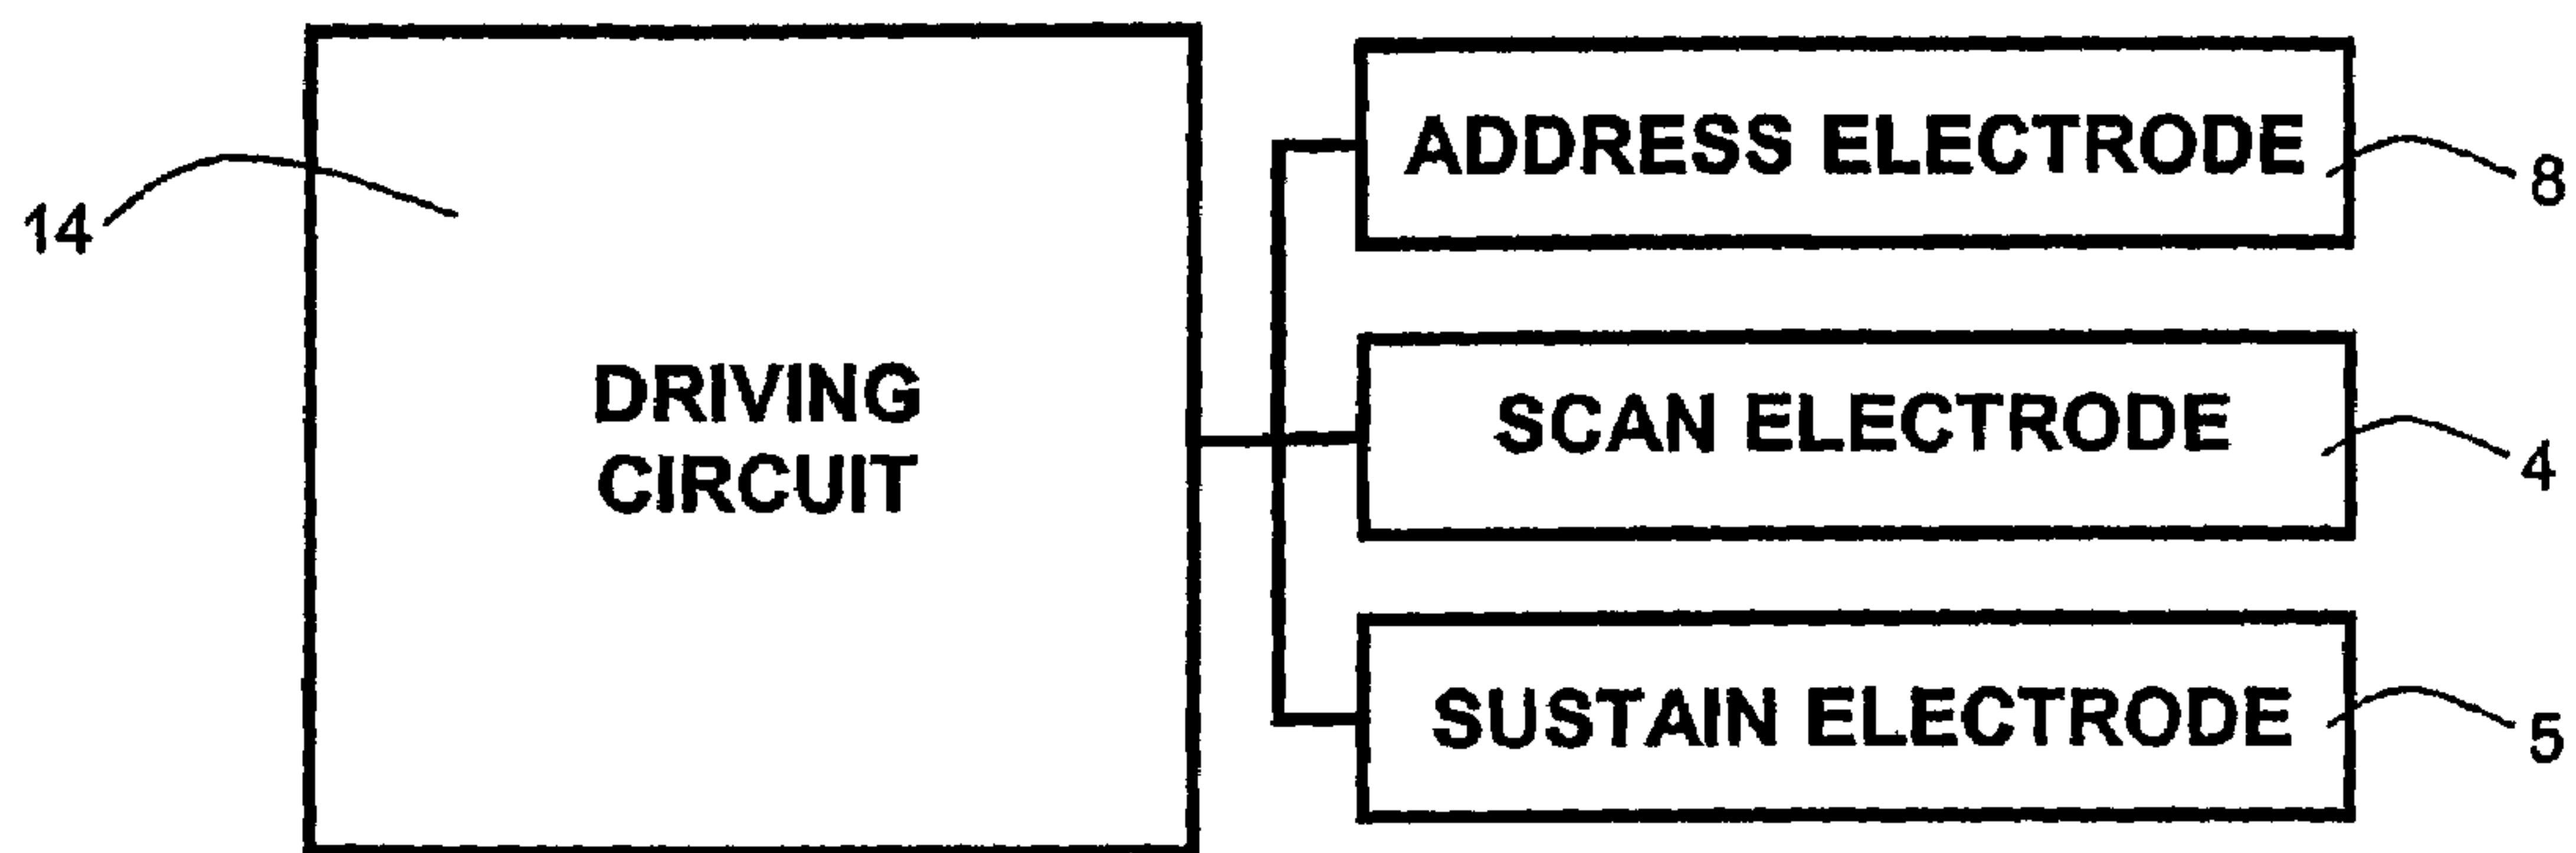 14
DRIVING
CIRCUIT
ADDRESS ELECTRODE
8
SCAN ELECTRODE
4
SUSTAIN ELECTRODE
5